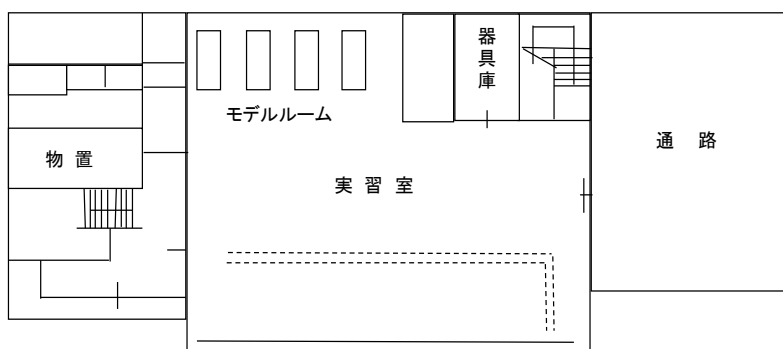 器具庫
モデルルーム
物置
通路
実習室